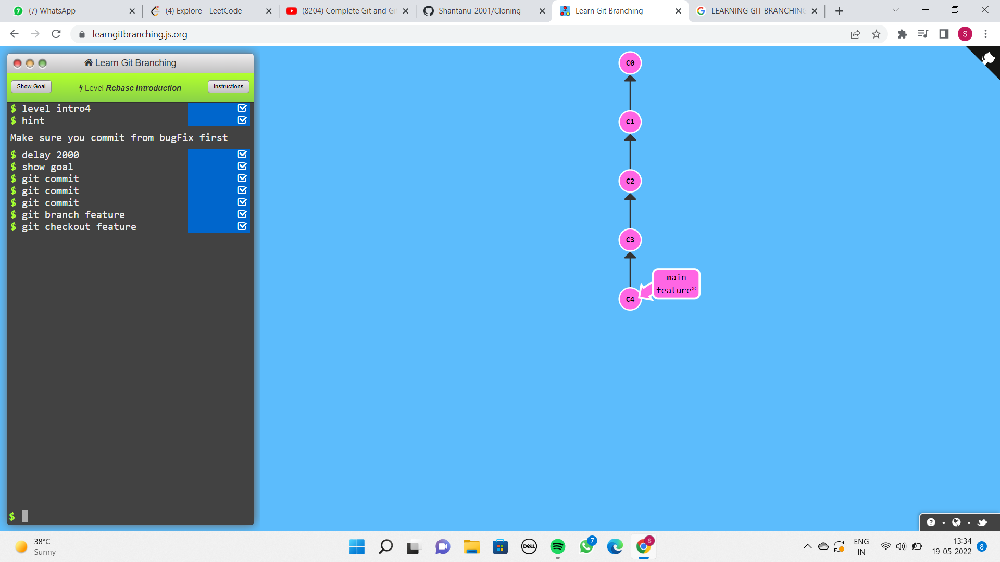 (7) WhatsApp
(4) Explore - LeetCode
(8204) Complete Git and Gi
Shantanu-2001/Cloning
Learn Git Branching
LEARNING GIT BRANCHING
learngitbranching.js.org
S
Learn Git Branching
Show Goal
Level Rebase Introduction
Instructions
$ level intro4
$ hint
Make sure you commit from bugFix first
$ delay 2000
$ show goal
$ git commit
$ git commit
$ git commit
$ git branch feature
$ git checkout feature
$
C0
C1
C2
C3
main
feature*
C4
38°C
Sunny
DELL
7
S
ENG
IN
13:34
19-05-2022
8